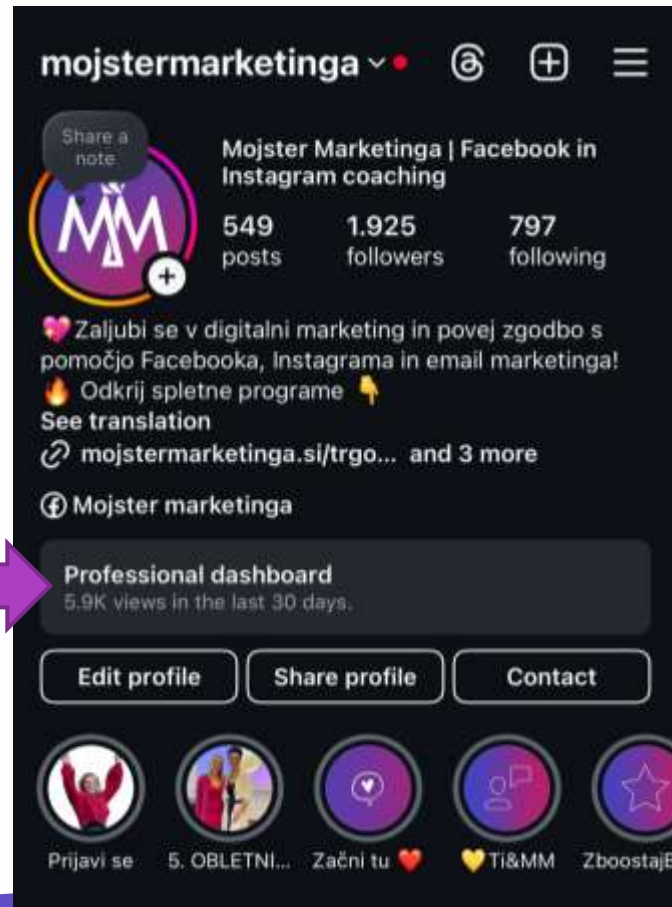 mojstermarketinga
Share a
note
MM
Mojster Marketinga | Facebook in
Instagram coaching
549
posts
1.925
followers
797
following
💖 Zaljubi se v digitalni marketing in povej zgodbo s
pomočjo Facebooka, Instagrama in email marketinga!
🔥 Odkrij spletne programe 👇
See translation
mojstermarketinga.si/trgo... and 3 more
Mojster marketinga
Professional dashboard
5.9K views in the last 30 days.
Edit profile
Share profile
Contact
Prijavi se
5. OBLETNI...
Začni tu ❤️
💛Ti&MM
ZboostajB